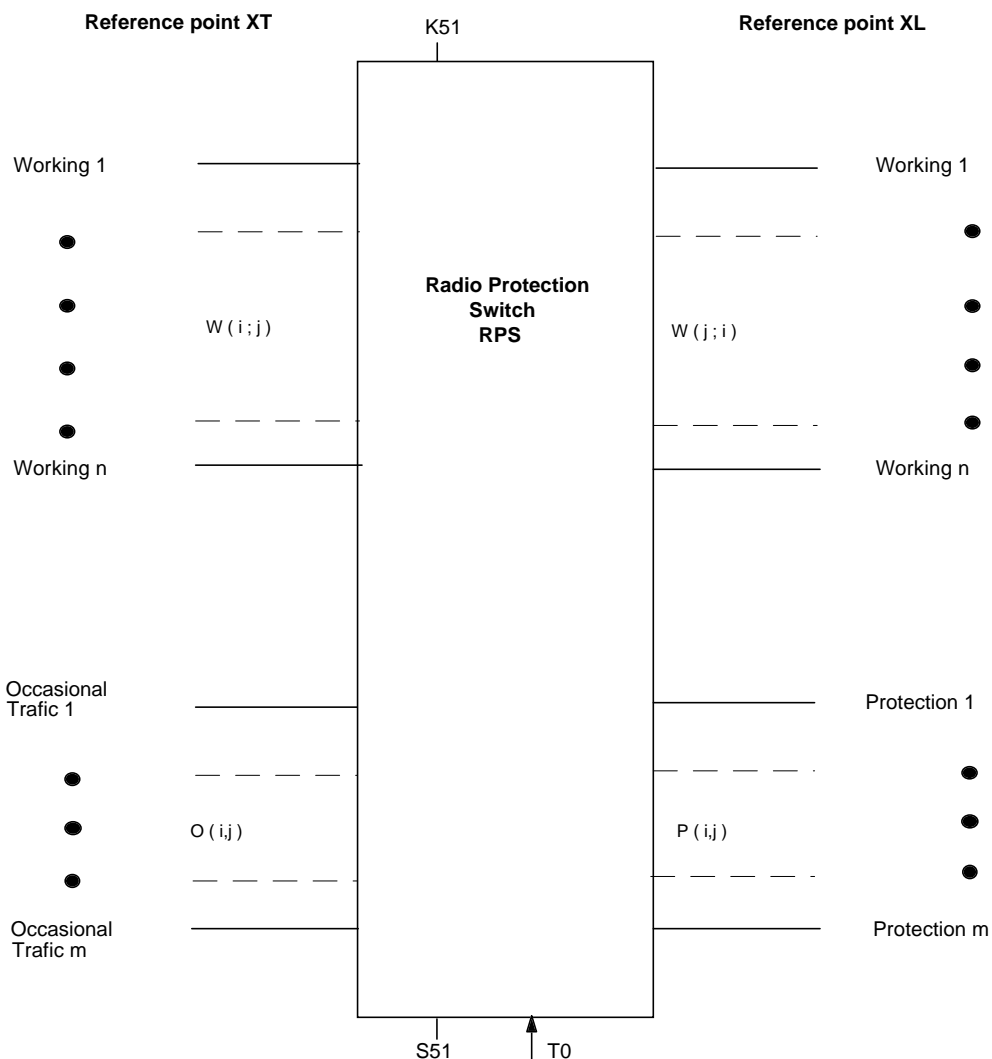 Reference point XT
K51
Reference point XL
Working 1
Working 1
Radio Protection
Switch
RPS
W ( i ; j )
W ( j ; i )
Working n
Working n
Occasional
Trafic 1
Protection 1
O ( i,j )
P ( i,j )
Occasional
Trafic m
Protection m
S51
T0